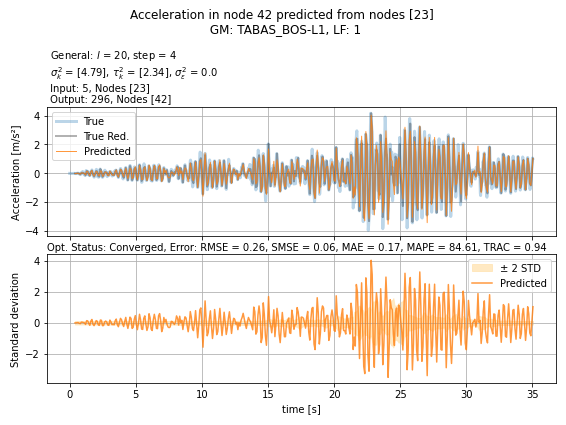 Acceleration in node 42 predicted from nodes [23]
GM: TABAS_BOS-L1, LF: 1
General: l = 20, step = 4
σ²ₖ = [4.79], τ²ₖ = [2.34], σ²ε = 0.0
Input: 5, Nodes [23]
Output: 296, Nodes [42]
Acceleration [m/s²]
4
2
0
−2
−4
True
True Red.
Predicted
Opt. Status: Converged, Error: RMSE = 0.26, SMSE = 0.06, MAE = 0.17, MAPE = 84.61, TRAC = 0.94
Standard deviation
4
2
0
−2
± 2 STD
Predicted
0 5 10 15 20 25 30 35
time [s]